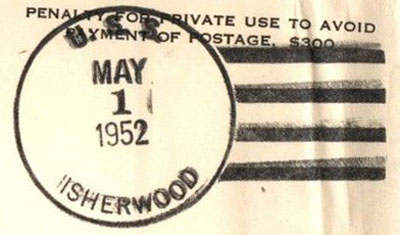 PENALTY FOR PRIVATE USE TO AVOID
PAYMENT OF POSTAGE, $300
U.S.S.
MAY
1
1952
ISHERWOOD